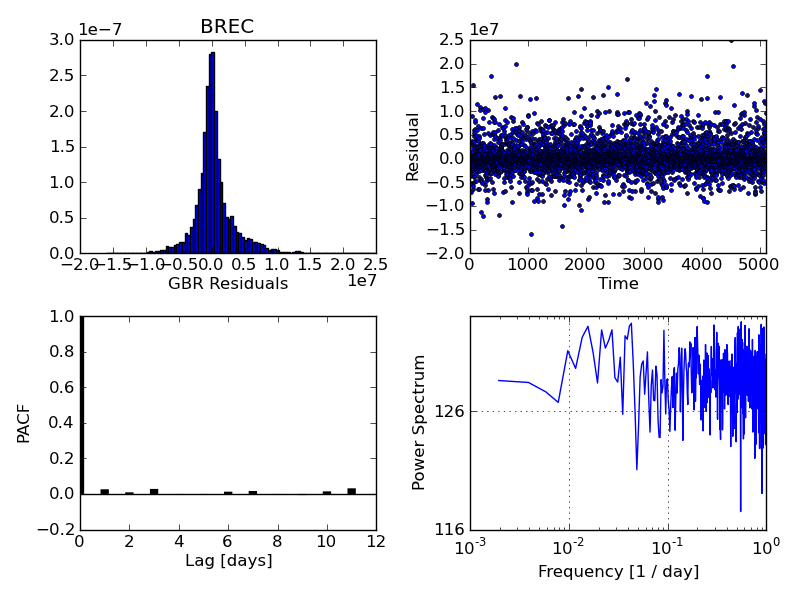 BREC
1e−7
3.0
2.5
2.0
1.5
1.0
0.5
0.0
−2.0 −1.5 −1.0 −0.5 0.0 0.5 1.0 1.5 2.0 2.5
GBR Residuals
1e7
1e7
2.5
2.0
1.5
1.0
0.5
0.0
−0.5
−1.0
−1.5
−2.0
Residual
0 1000 2000 3000 4000 5000
Time
1.0
0.8
0.6
0.4
0.2
0.0
−0.2
PACF
0 2 4 6 8 10 12
Lag [days]
126
116
Power Spectrum
10^-3 10^-2 10^-1 10^0
Frequency [1 / day]